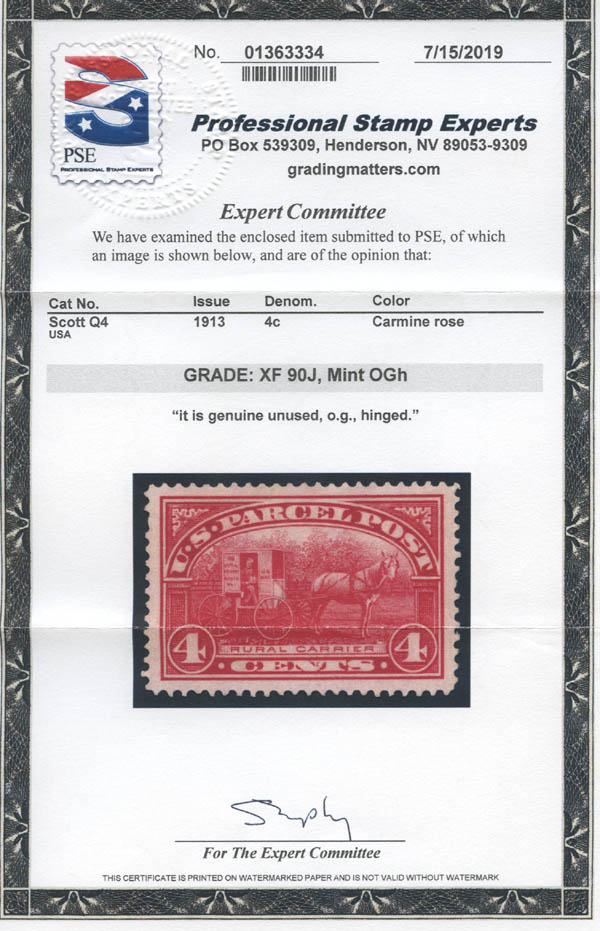 No. 01363334 7/15/2019
PSE
PROFESSIONAL STAMP EXPERTS
Professional Stamp Experts
PO Box 539309, Henderson, NV 89053-9309
gradingmatters.com
Expert Committee
We have examined the enclosed item submitted to PSE, of which
an image is shown below, and are of the opinion that:
Cat No. Issue Denom. Color
Scott Q4 1913 4c Carmine rose
USA
GRADE: XF 90J, Mint OGh
“it is genuine unused, o.g., hinged.”
U.S. PARCEL POST
RURAL CARRIER
4 CENTS 4
For The Expert Committee
THIS CERTIFICATE IS PRINTED ON WATERMARKED PAPER AND IS NOT VALID WITHOUT WATERMARK